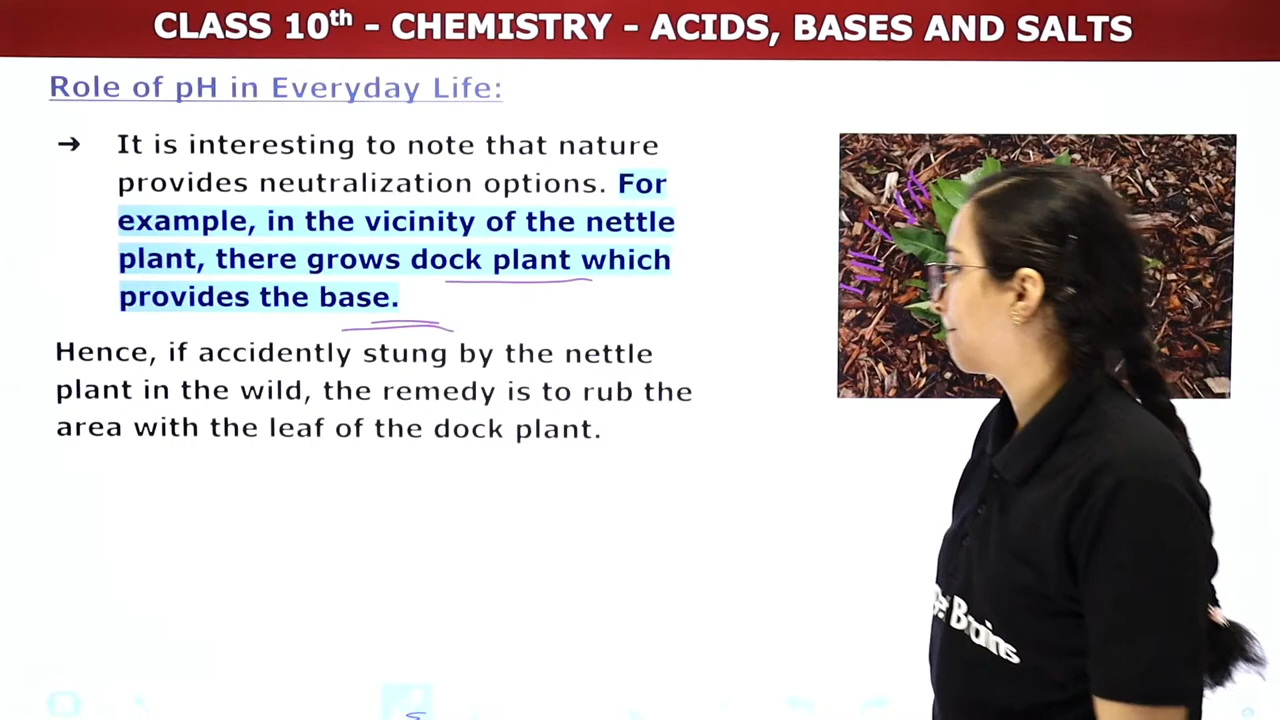 CLASS 10th - CHEMISTRY - ACIDS, BASES AND SALTS
Role of pH in Everyday Life:
→ It is interesting to note that nature
provides neutralization options. For
example, in the vicinity of the nettle
plant, there grows dock plant which
provides the base.
Hence, if accidently stung by the nettle
plant in the wild, the remedy is to rub the
area with the leaf of the dock plant.
Brains